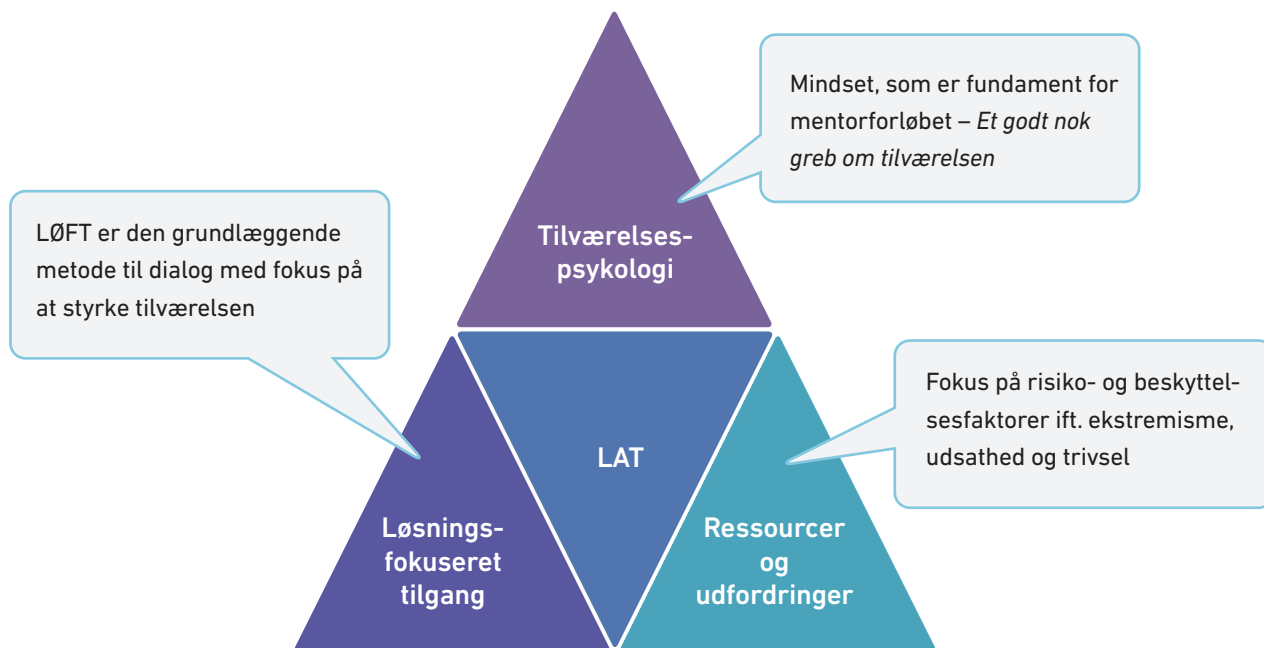 Mindset, som er fundament for
mentorforløbet – Et godt nok
greb om tilværelsen
LØFT er den grundlæggende
metode til dialog med fokus på
at styrke tilværelsen
Tilværelses-
psykologi
Fokus på risiko- og beskyttel-
sesfaktorer ift. ekstremisme,
udsathed og trivsel
LAT
Løsnings-
fokuseret
tilgang
Ressourcer
og
udfordringer